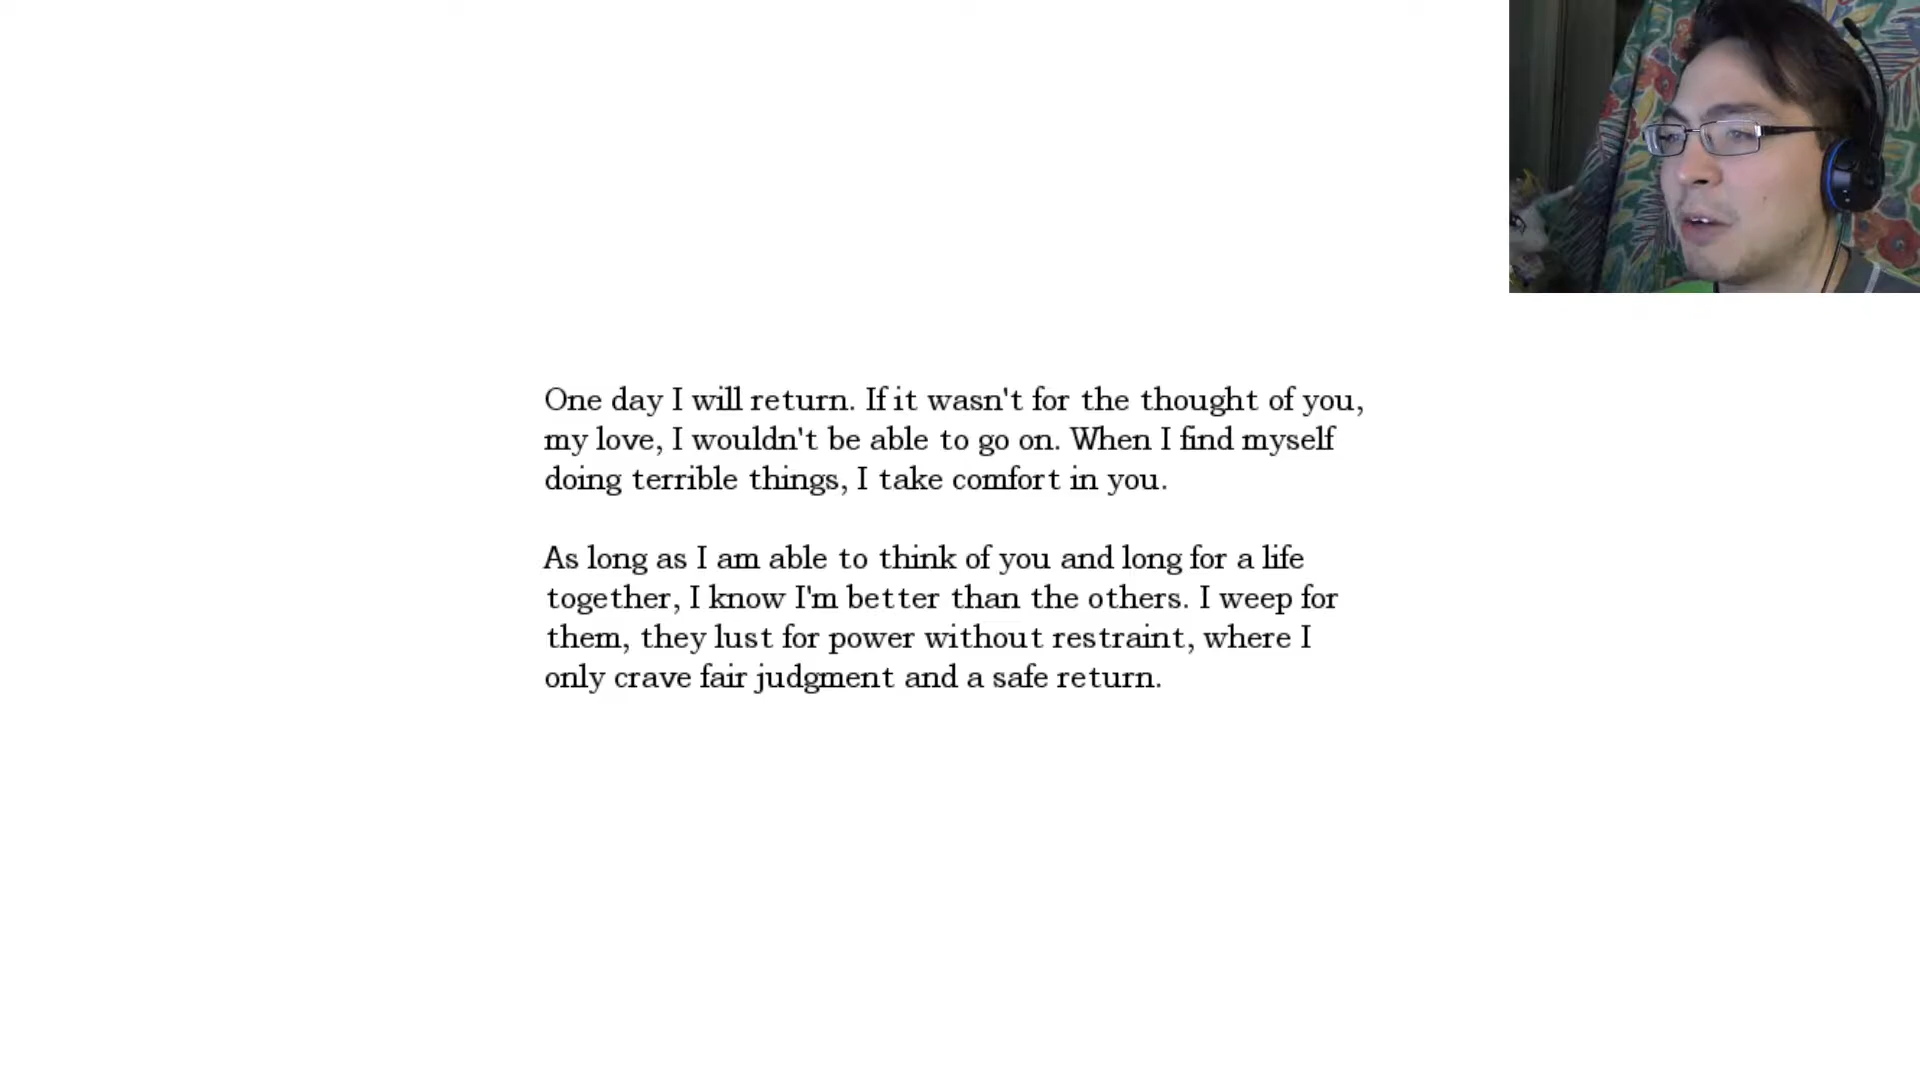 One day I will return. If it wasn't for the thought of you,
my love, I wouldn't be able to go on. When I find myself
doing terrible things, I take comfort in you.
As long as I am able to think of you and long for a life
together, I know I'm better than the others. I weep for
them, they lust for power without restraint, where I
only crave fair judgment and a safe return.